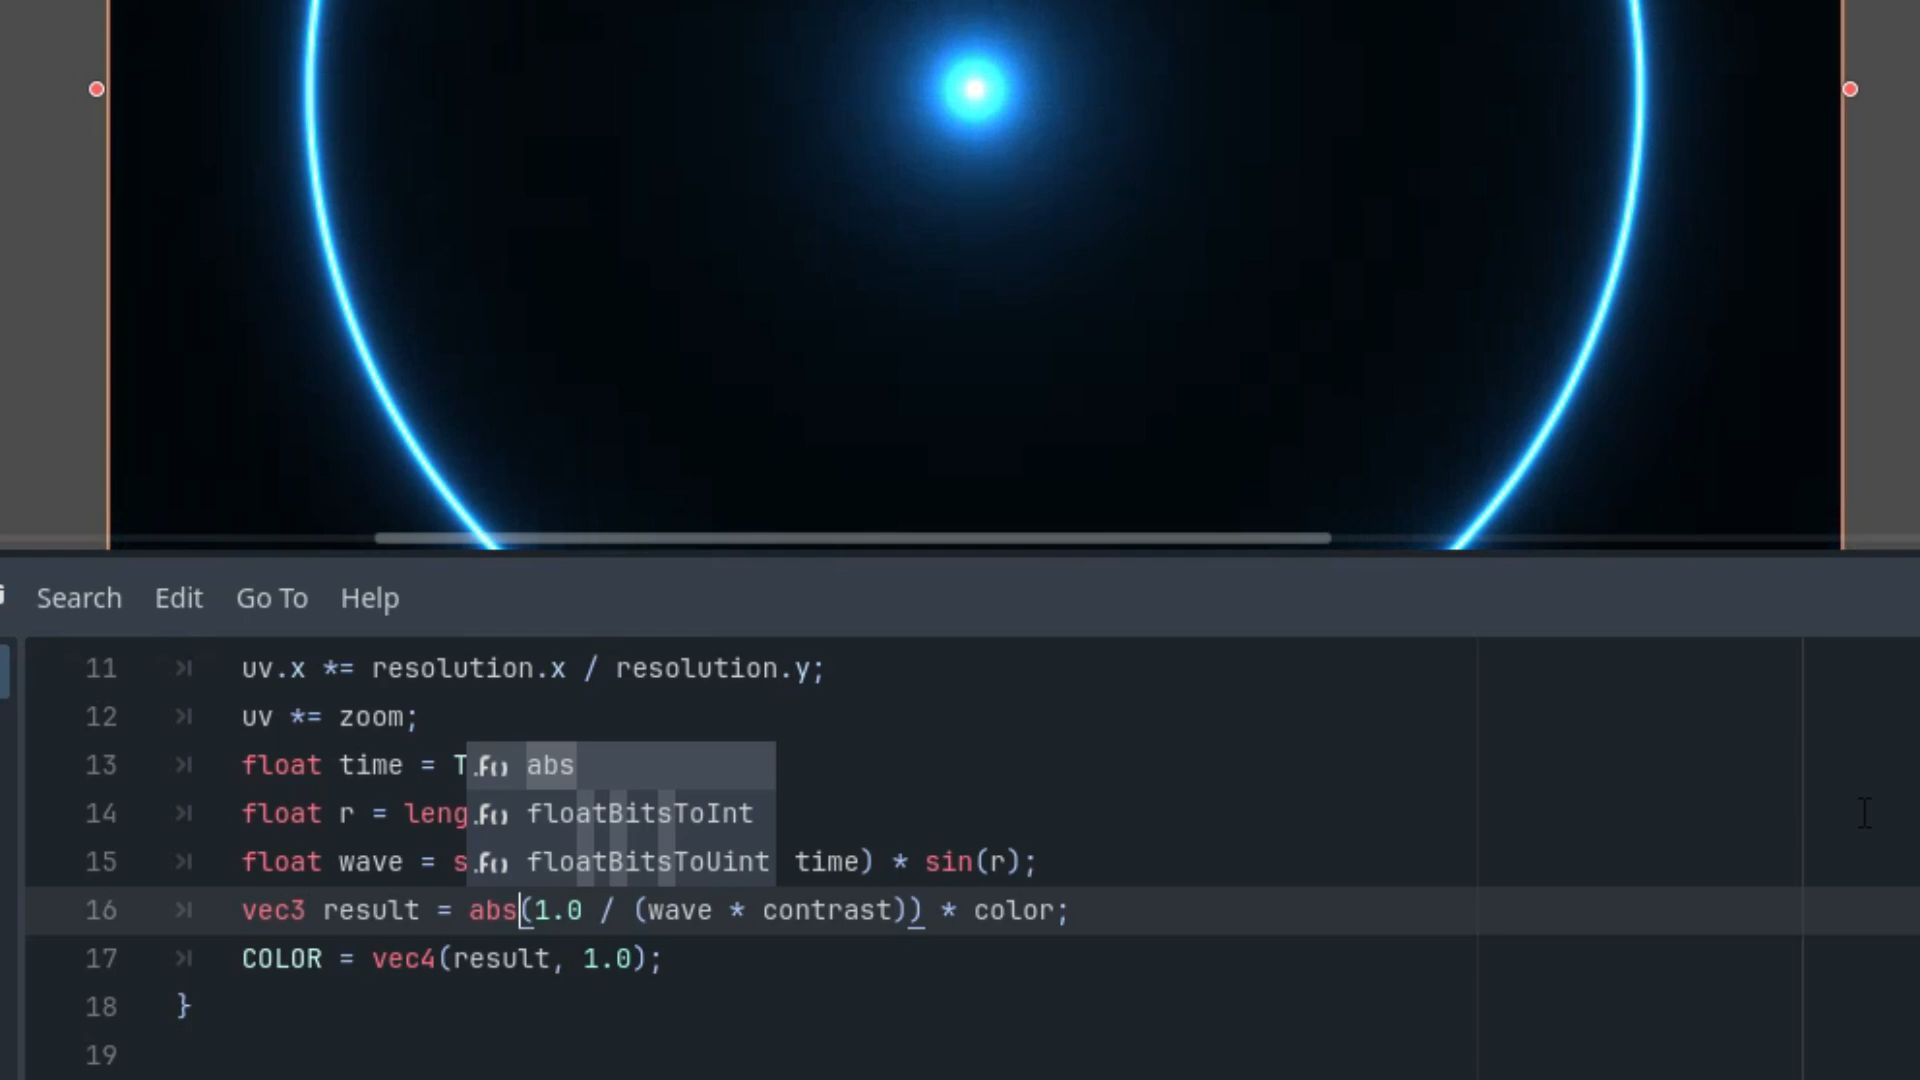 Search Edit Go To Help
11 uv.x *= resolution.x / resolution.y;
12 uv *= zoom;
13 float time = T
abs
14 float r = leng
floatBitsToInt
15 float wave = s
floatBitsToUint
time) * sin(r);
16 vec3 result = abs(1.0 / (wave * contrast)) * color;
17 COLOR = vec4(result, 1.0);
18 }
19